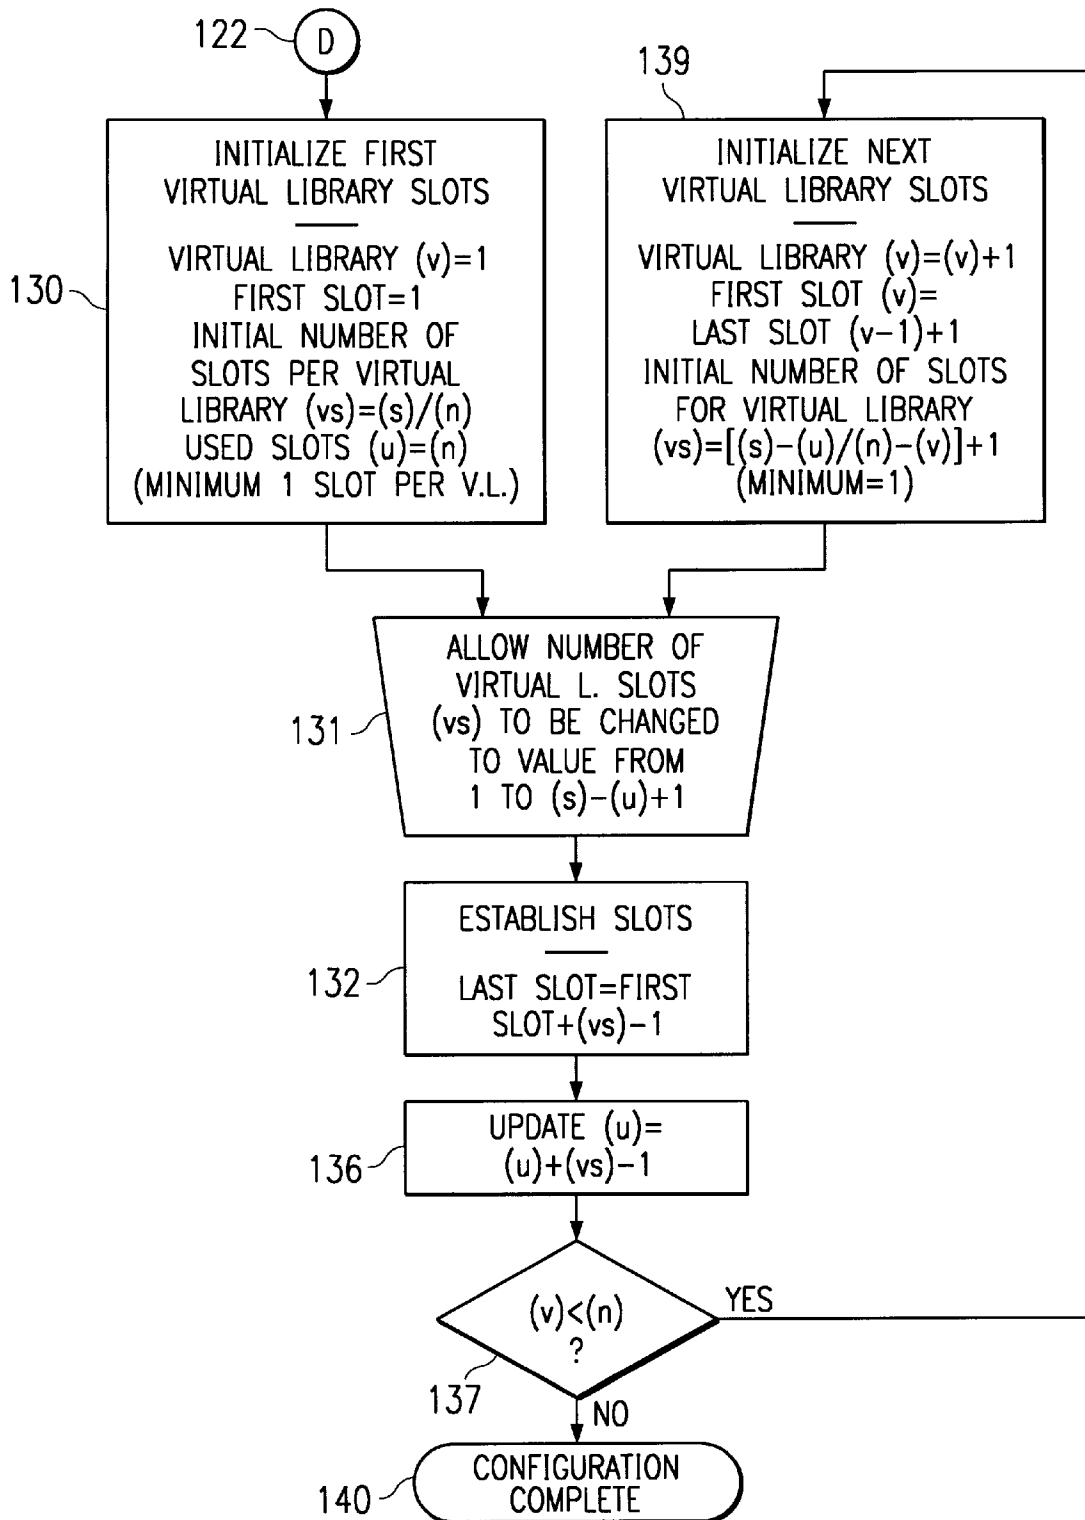 122
D
INITIALIZE FIRST
VIRTUAL LIBRARY SLOTS
VIRTUAL LIBRARY (v)=1
FIRST SLOT=1
INITIAL NUMBER OF
SLOTS PER VIRTUAL
LIBRARY (vs)=(s)/(n)
USED SLOTS (u)=(n)
(MINIMUM 1 SLOT PER V.L.)
130
139
INITIALIZE NEXT
VIRTUAL LIBRARY SLOTS
VIRTUAL LIBRARY (v)=(v)+1
FIRST SLOT (v)=
LAST SLOT (v-1)+1
INITIAL NUMBER OF SLOTS
FOR VIRTUAL LIBRARY
(vs)=[(s)-(u)/(n)-(v)]+1
(MINIMUM=1)
ALLOW NUMBER OF
VIRTUAL L. SLOTS
(vs) TO BE CHANGED
TO VALUE FROM
1 TO (s)-(u)+1
131
ESTABLISH SLOTS
LAST SLOT=FIRST
SLOT+(vs)-1
132
UPDATE (u)=
(u)+(vs)-1
136
(v)<(n)
?
137
YES
NO
CONFIGURATION
COMPLETE
140